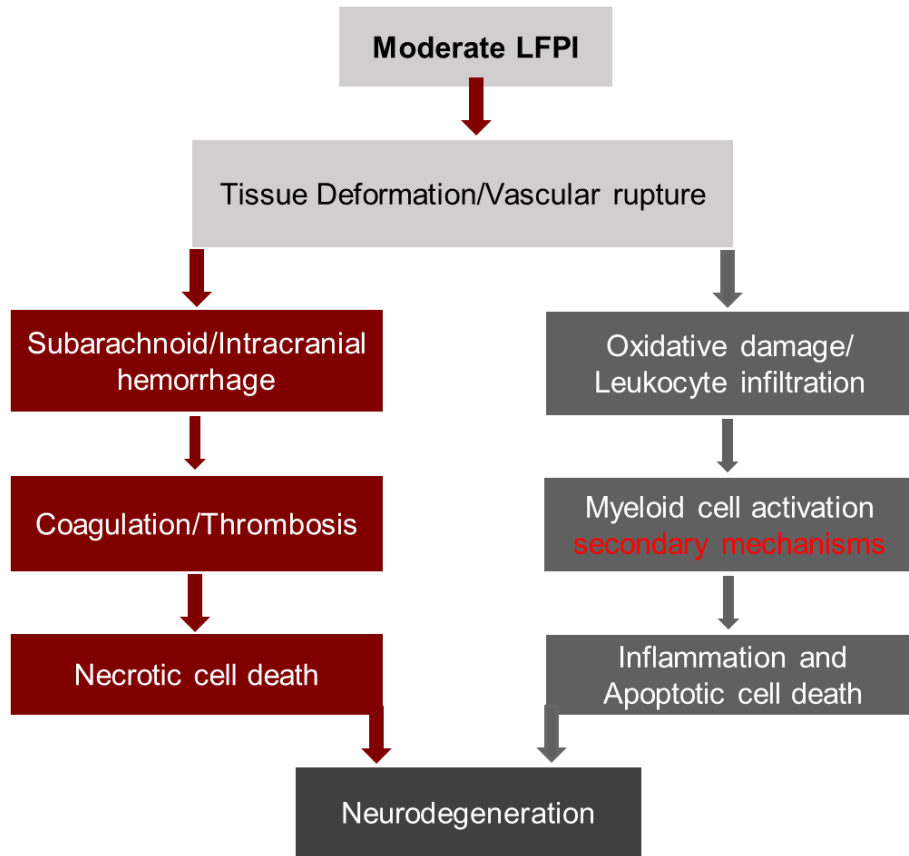 Moderate LFPI
Tissue Deformation/Vascular rupture
Subarachnoid/Intracranial
hemorrhage
Coagulation/Thrombosis
Necrotic cell death
Oxidative damage/
Leukocyte infiltration
Myeloid cell activation
secondary mechanisms
Inflammation and
Apoptotic cell death
Neurodegeneration